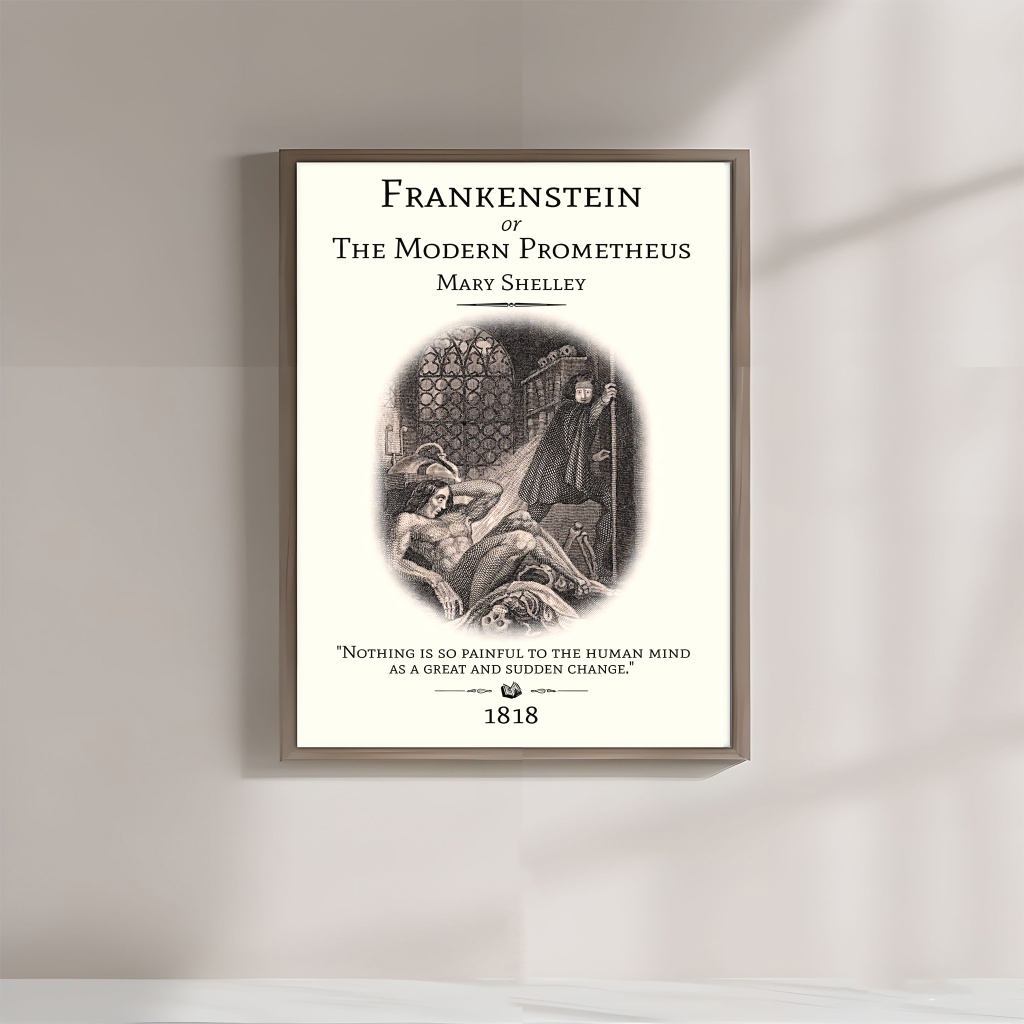 Frankenstein
or
The Modern Prometheus
Mary Shelley
"Nothing is so painful to the human mind
as a great and sudden change."
1818